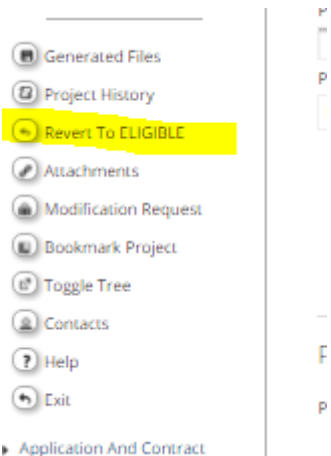 Generated Files
Project History
Revert To ELIGIBLE
Attachments
Modification Request
Bookmark Project
Toggle Tree
Contacts
? Help
Exit
Application And Contract